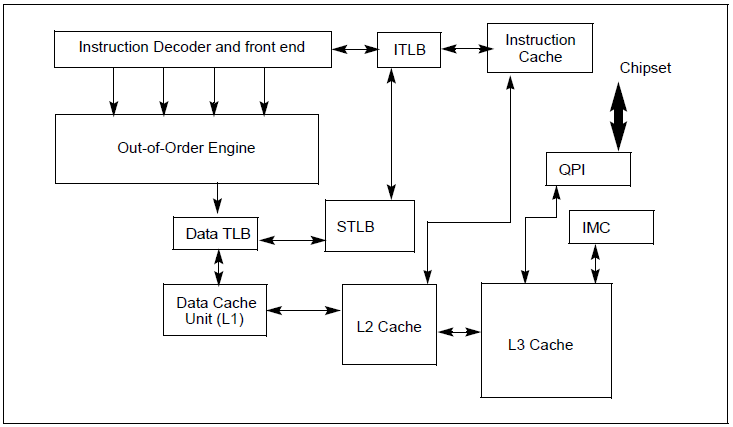 Instruction Decoder and front end
ITLB
Instruction
Cache
Chipset
Out-of-Order Engine
QPI
Data TLB
STLB
IMC
Data Cache
Unit (L1)
L2 Cache
L3 Cache